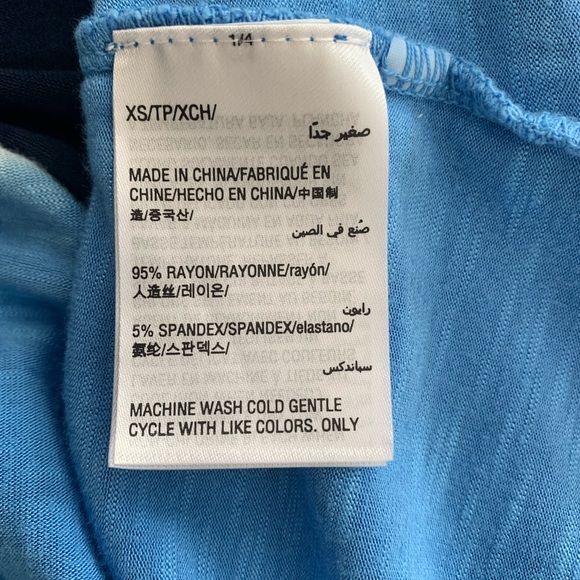 1/4
XS/TP/XCH/
صغير جدًا
MADE IN CHINA/FABRIQUÉ EN
CHINE/HECHO EN CHINA/中国制
造/중국산/
صُنع في الصين
95% RAYON/RAYONNE/rayón/
人造丝/레이온/
رايون
5% SPANDEX/SPANDEX/elastano/
氨纶/스판덱스/
سباندكس
MACHINE WASH COLD GENTLE
CYCLE WITH LIKE COLORS. ONLY